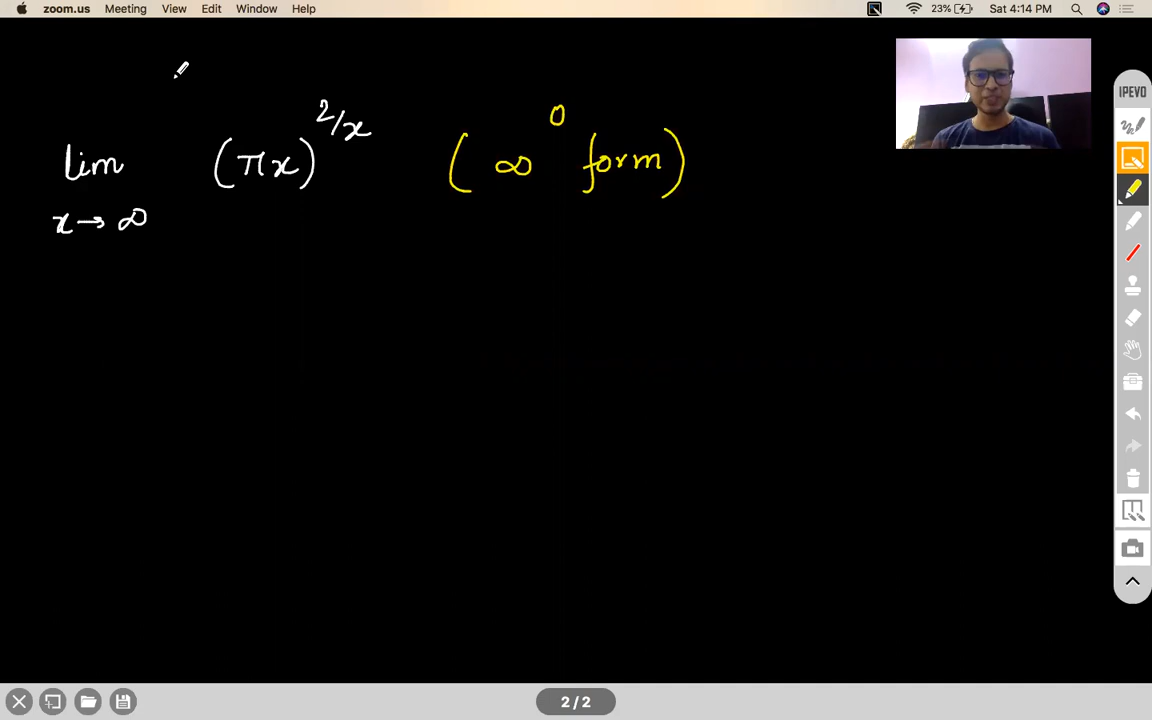 zoom.us Meeting View Edit Window Help 23% Sat 4:14 PM
IPEVO
lim (πx)^2/x (∞^0 form)
x→∞
2/2